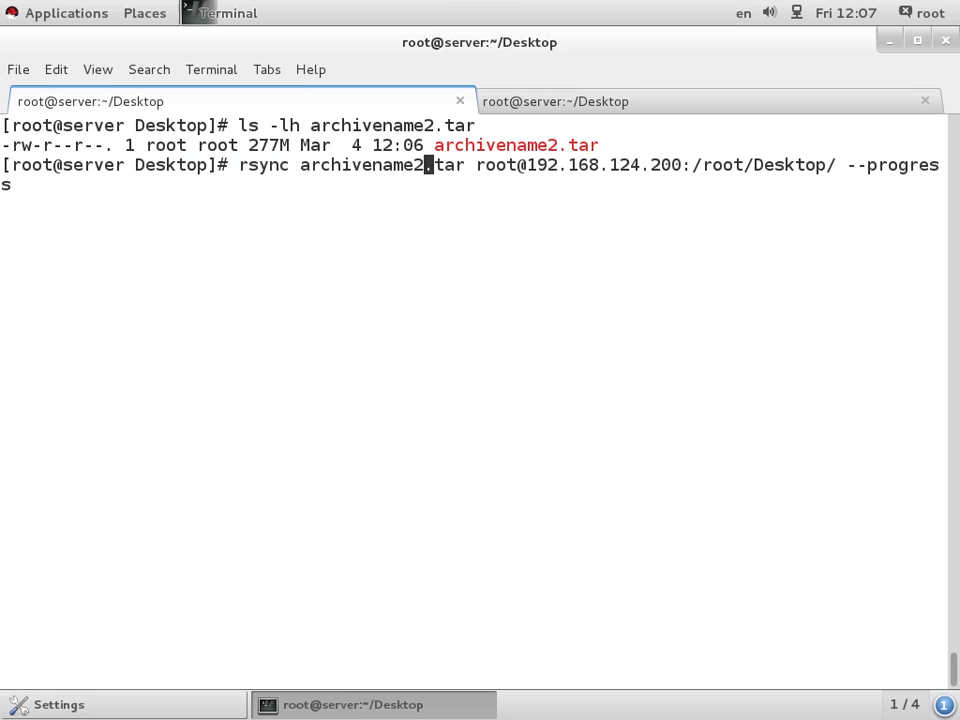 Applications Places Terminal en Fri 12:07 root
root@server:~/Desktop
File Edit View Search Terminal Tabs Help
root@server:~/Desktop root@server:~/Desktop
[root@server Desktop]# ls -lh archivename2.tar
-rw-r--r--. 1 root root 277M Mar  4 12:06 archivename2.tar
[root@server Desktop]# rsync archivename2.tar root@192.168.124.200:/root/Desktop/ --progres
s
Settings root@server:~/Desktop 1 / 4 1